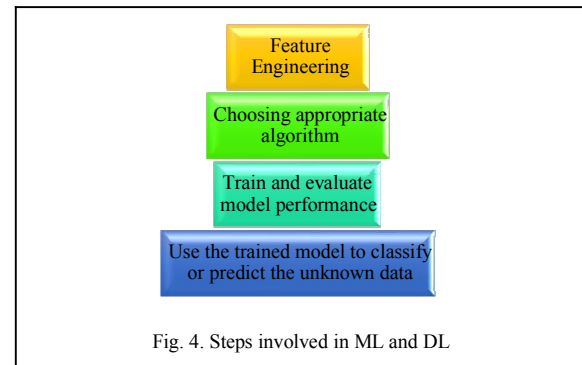 Feature
Engineering
Choosing appropriate
algorithm
Train and evaluate
model performance
Use the trained model to classify
or predict the unknown data
Fig. 4. Steps involved in ML and DL